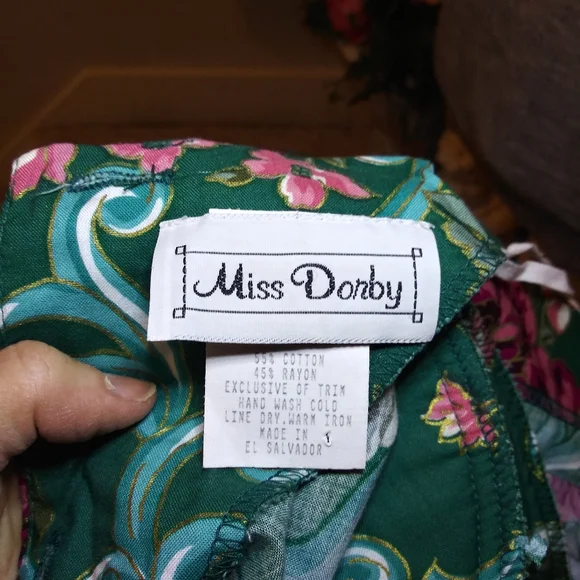 Miss Dorby
55% COTTON
45% RAYON
EXCLUSIVE OF TRIM
HAND WASH COLD
LINE DRY, WARM IRON
MADE IN
EL SALVADOR